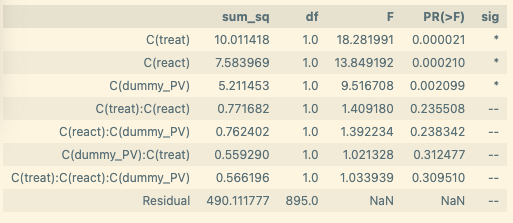 sum_sq df F PR(>F) sig
C(treat) 10.011418 1.0 18.281991 0.000021 *
C(react) 7.583969 1.0 13.849192 0.000210 *
C(dummy_PV) 5.211453 1.0 9.516708 0.002099 *
C(treat):C(react) 0.771682 1.0 1.409180 0.235508 --
C(react):C(dummy_PV) 0.762402 1.0 1.392234 0.238342 --
C(dummy_PV):C(treat) 0.559290 1.0 1.021328 0.312477 --
C(treat):C(react):C(dummy_PV) 0.566196 1.0 1.033939 0.309510 --
Residual 490.111777 895.0 NaN NaN --